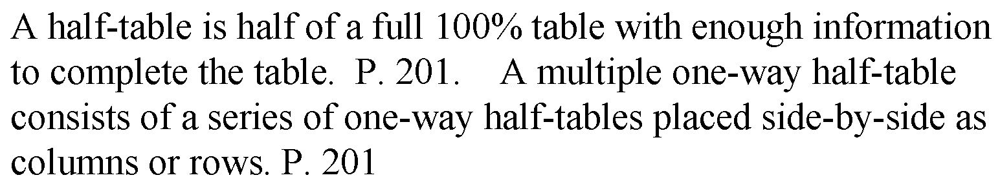 A half-table is half of a full 100% table with enough information
to complete the table.  P. 201.    A multiple one-way half-table
consists of a series of one-way half-tables placed side-by-side as
columns or rows. P. 201